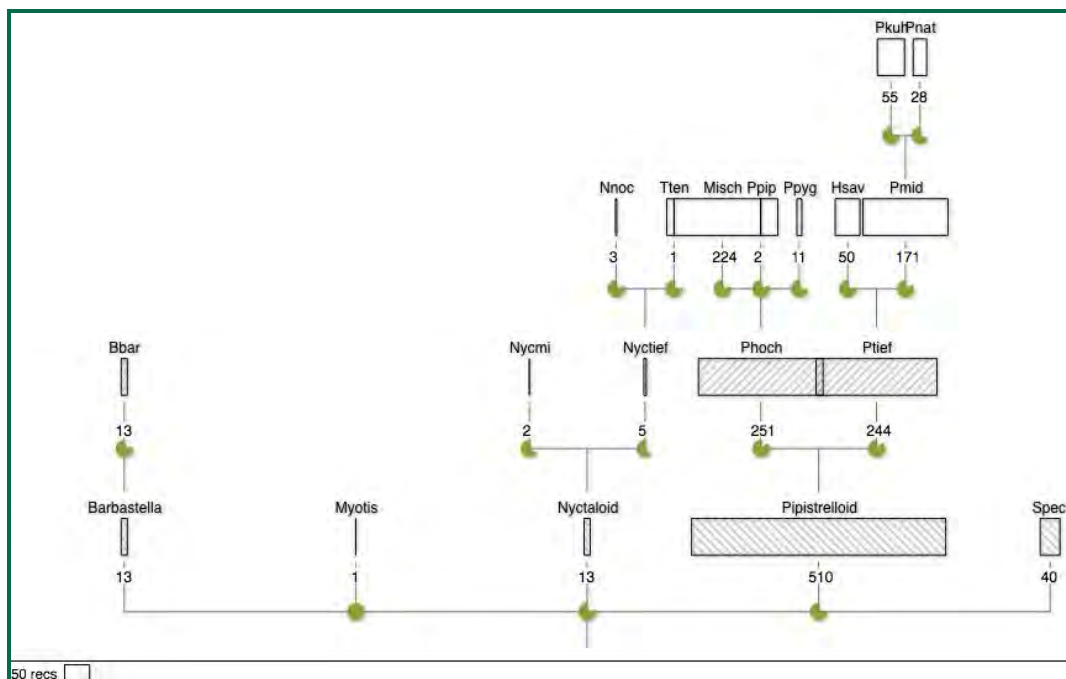 Pkuh Pnat
55 28
Nnoc Tten Misch Ppip Ppyg Hsav Pmid
3 1 224 2 11 50 171
Bbar Nycmi Nyctief Phoch Ptief
13 2 5 251 244
Barbastella Myotis Nyctaloid Pipistrelloid Spec
13 1 13 510 40
50 recs